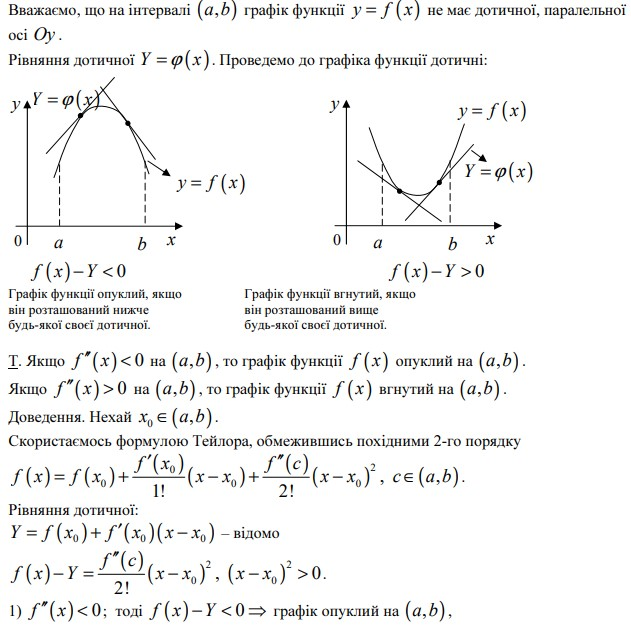 Вважаємо, що на інтервалі (a,b) графік функції y = f(x) не має дотичної, паралельної
осі Oy.
Рівняння дотичної Y = φ(x). Проведемо до графіка функції дотичні:
y Y = φ(x)
y = f(x)
0 a b x
f(x) − Y < 0
Графік функції опуклий, якщо
він розташований нижче
будь-якої своєї дотичної.
y
y = f(x)
Y = φ(x)
0 a b x
f(x) − Y > 0
Графік функції вгнутий, якщо
він розташований вище
будь-якої своєї дотичної.
Т. Якщо f″(x) < 0 на (a,b), то графік функції f(x) опуклий на (a,b).
Якщо f″(x) > 0 на (a,b), то графік функції f(x) вгнутий на (a,b).
Доведення. Нехай x₀ ∈ (a,b).
Скористаємось формулою Тейлора, обмежившись похідними 2-го порядку
f(x) = f(x₀) + f′(x₀)/1! (x − x₀) + f″(c)/2! (x − x₀)², c ∈ (a,b).
Рівняння дотичної:
Y = f(x₀) + f′(x₀)(x − x₀) – відомо
f(x) − Y = f″(c)/2! (x − x₀)², (x − x₀)² > 0.
1) f″(x) < 0; тоді f(x) − Y < 0 ⇒ графік опуклий на (a,b),